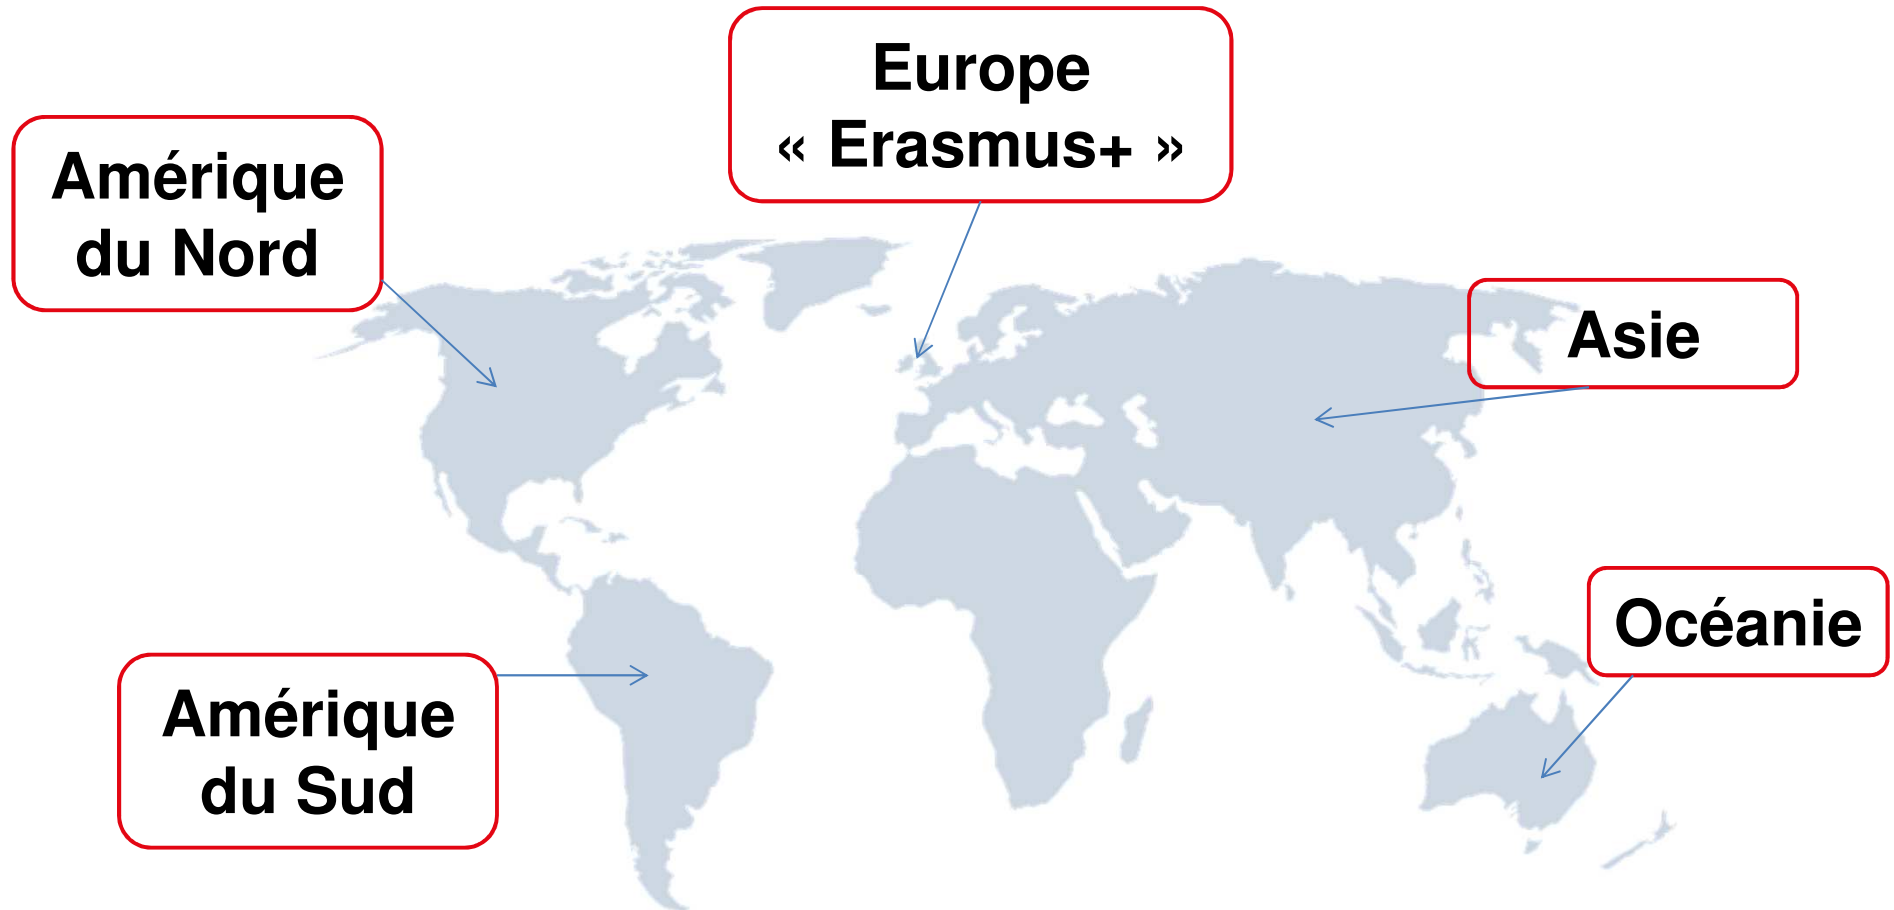 Europe
« Erasmus+ »
Amérique
du Nord
Asie
Océanie
Amérique
du Sud